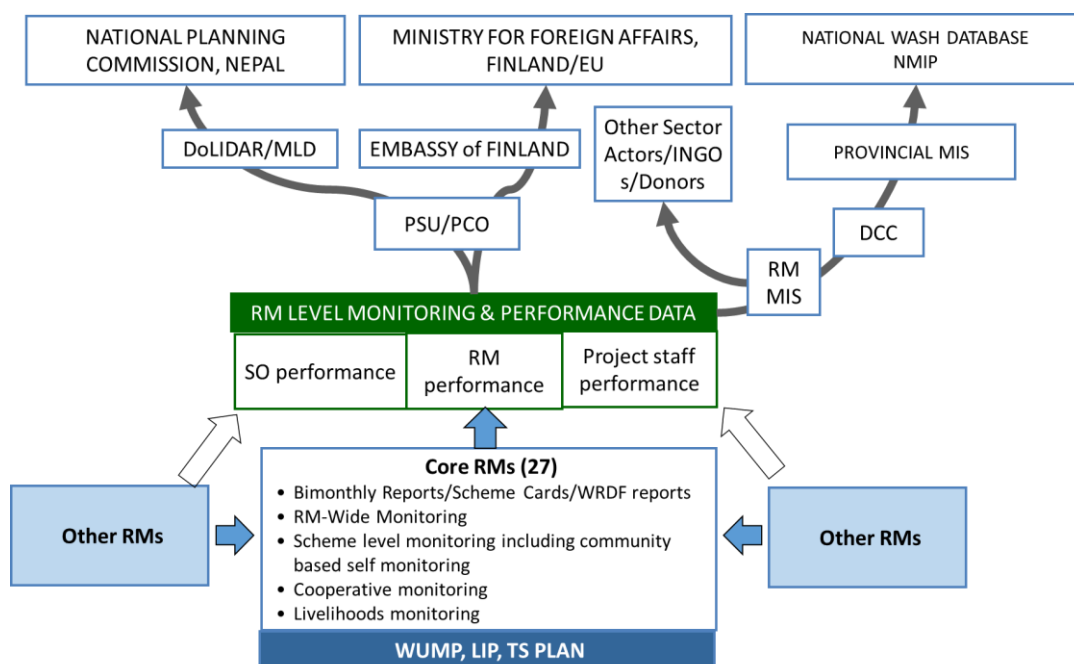 NATIONAL PLANNING
COMMISSION, NEPAL
MINISTRY FOR FOREIGN AFFAIRS,
FINLAND/EU
NATIONAL WASH DATABASE
NMIP
DoLIDAR/MLD
EMBASSY of FINLAND
Other Sector
Actors/INGO
s/Donors
PROVINCIAL MIS
PSU/PCO
DCC
RM
MIS
RM LEVEL MONITORING & PERFORMANCE DATA
SO performance
RM
performance
Project staff
performance
Core RMs (27)
• Bimonthly Reports/Scheme Cards/WRDF reports
• RM-Wide Monitoring
• Scheme level monitoring including community
based self monitoring
• Cooperative monitoring
• Livelihoods monitoring
Other RMs
Other RMs
WUMP, LIP, TS PLAN